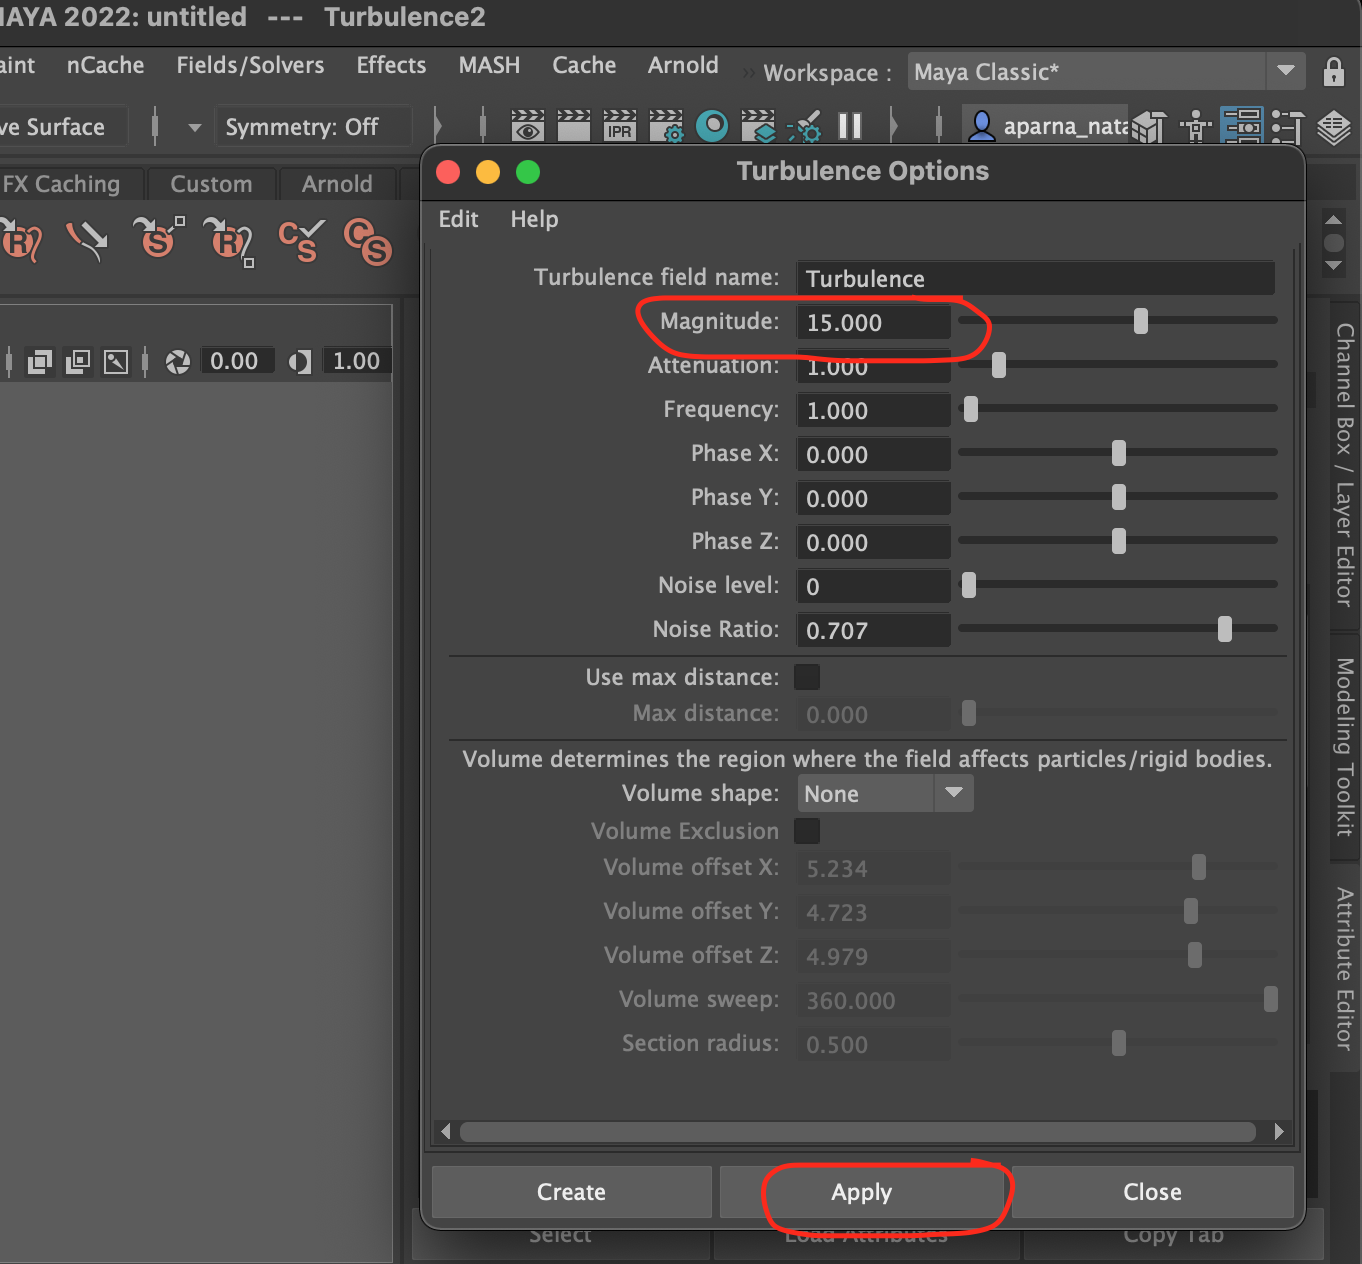 MAYA 2022: untitled --- Turbulence2
nCache Fields/Solvers Effects MASH Cache Arnold Workspace : Maya Classic*
Surface Symmetry: Off IPR
FX Caching Custom Arnold
Turbulence Options
Edit Help
Turbulence field name: Turbulence
Magnitude: 15.000
0.00 1.00
Attenuation: 1.000
Frequency: 1.000
Phase X: 0.000
Phase Y: 0.000
Phase Z: 0.000
Noise level: 0
Noise Ratio: 0.707
Use max distance:
Max distance: 0.000
Volume determines the region where the field affects particles/rigid bodies.
Volume shape: None
Volume Exclusion
Volume offset X: 5.234
Volume offset Y: 4.723
Volume offset Z: 4.979
Volume sweep: 360.000
Section radius: 0.500
Create Apply Close
Select Load Attributes Copy Tab
Channel Box / Layer Editor
Modeling Toolkit
Attribute Editor